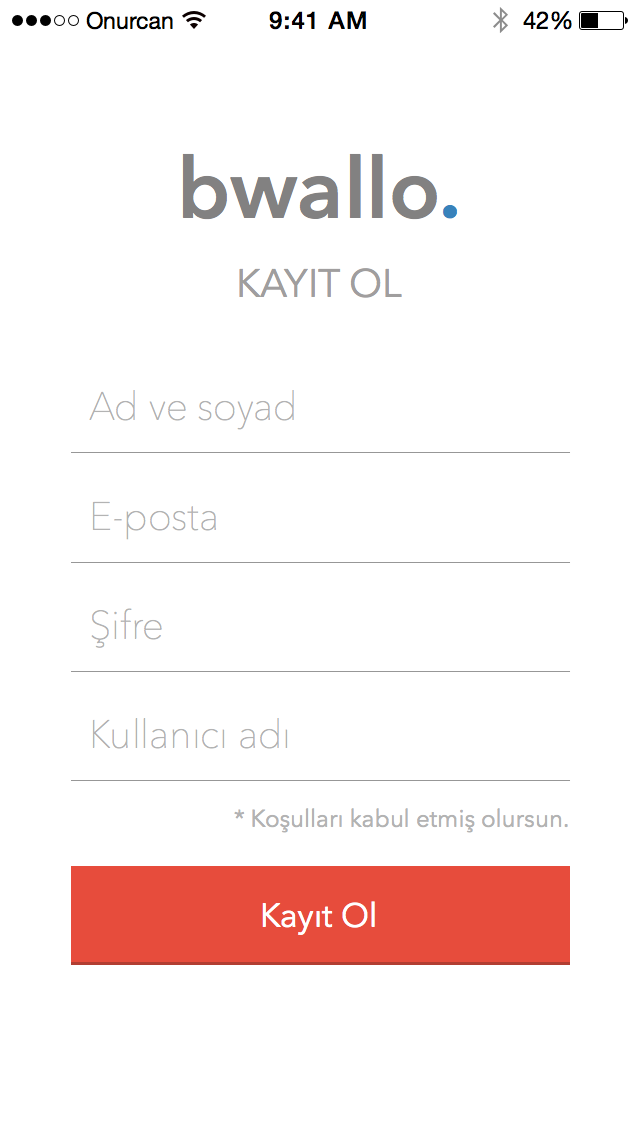 Onurcan 9:41 AM 42%
bwallo.
KAYIT OL
Ad ve soyad
E-posta
Şifre
Kullanıcı adı
* Koşulları kabul etmiş olursun.
Kayıt Ol